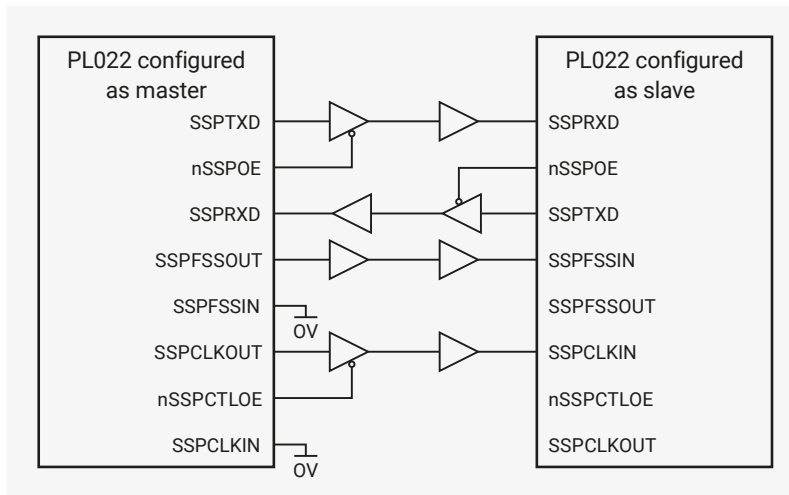 PL022 configured
as master
SSPTXD
nSSPOE
SSPRXD
SSPFSSOUT
SSPFSSIN
0V
SSPCLKOUT
nSSPCTLOE
SSPCLKIN
0V
PL022 configured
as slave
SSPRXD
nSSPOE
SSPTXD
SSPFSSIN
SSPFSSOUT
SSPCLKIN
nSSPCTLOE
SSPCLKOUT